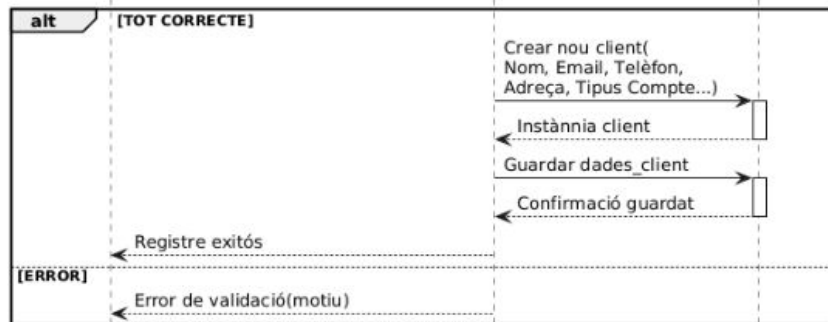 alt [TOT CORRECTE]
Crear nou client(
Nom, Email, Telèfon,
Adreça, Tipus Compte...)
Instànnia client
Guardar dades_client
Confirmació guardat
Registre exitós
[ERROR]
Error de validació(motiu)